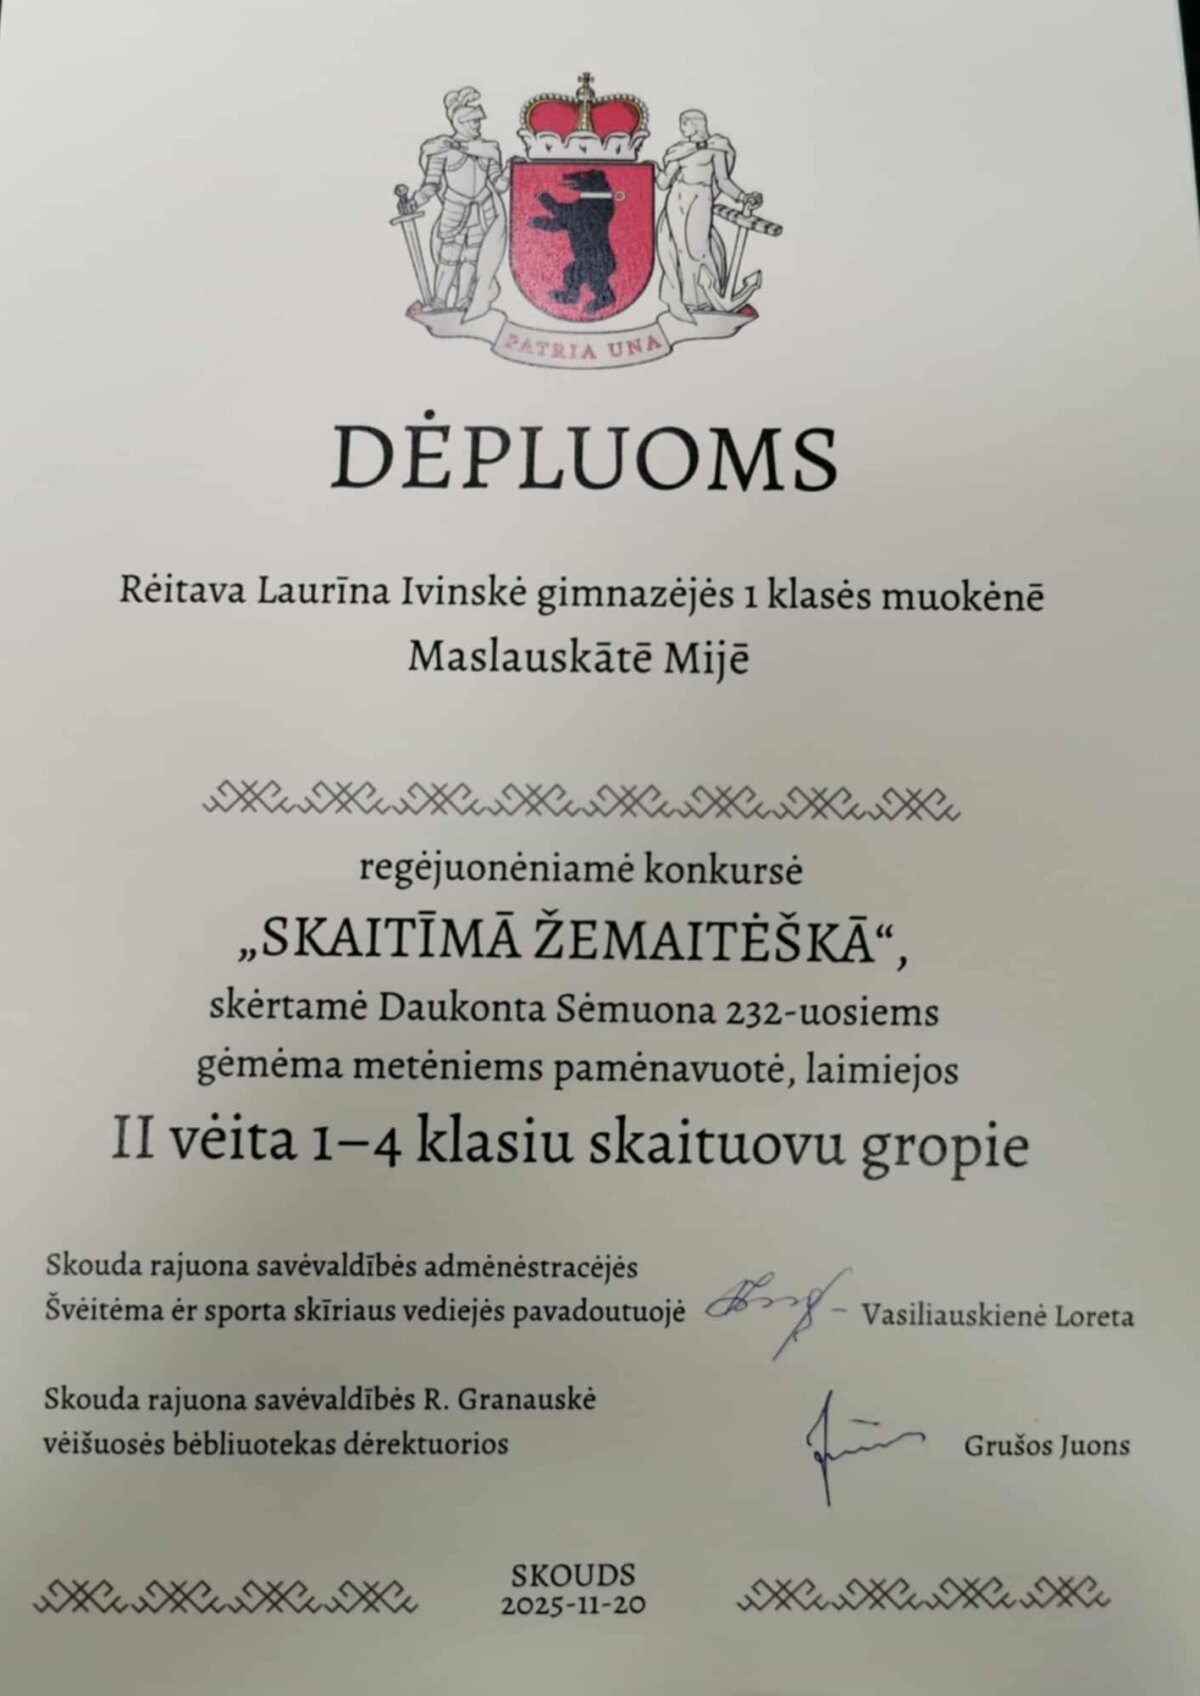 PATRIA UNA
DĖPLUOMS
Rėitava Laurīna Ivinskė gimnazėjės 1 klasės muokėnē
Maslauskātē Mijē
regėjuonėniamė konkursė
„SKAITĪMĀ ŽEMAITĖŠKĀ“,
skėrtamė Daukonta Sėmuona 232-uosiems
gėmėma metėniems pamėnavuotė, laimiejos
II vėita 1–4 klasiu skaituovu gropie
Skouda rajuona savėvaldībės admėnėstracėjės
Švėitėma ėr sporta skīriaus vediejės pavadoutuojė
Vasiliauskienė Loreta
Skouda rajuona savėvaldībės R. Granauskė
vėišuosės bėbliuotekas dėrektuorios
Grušos Juons
SKOUDS
2025-11-20